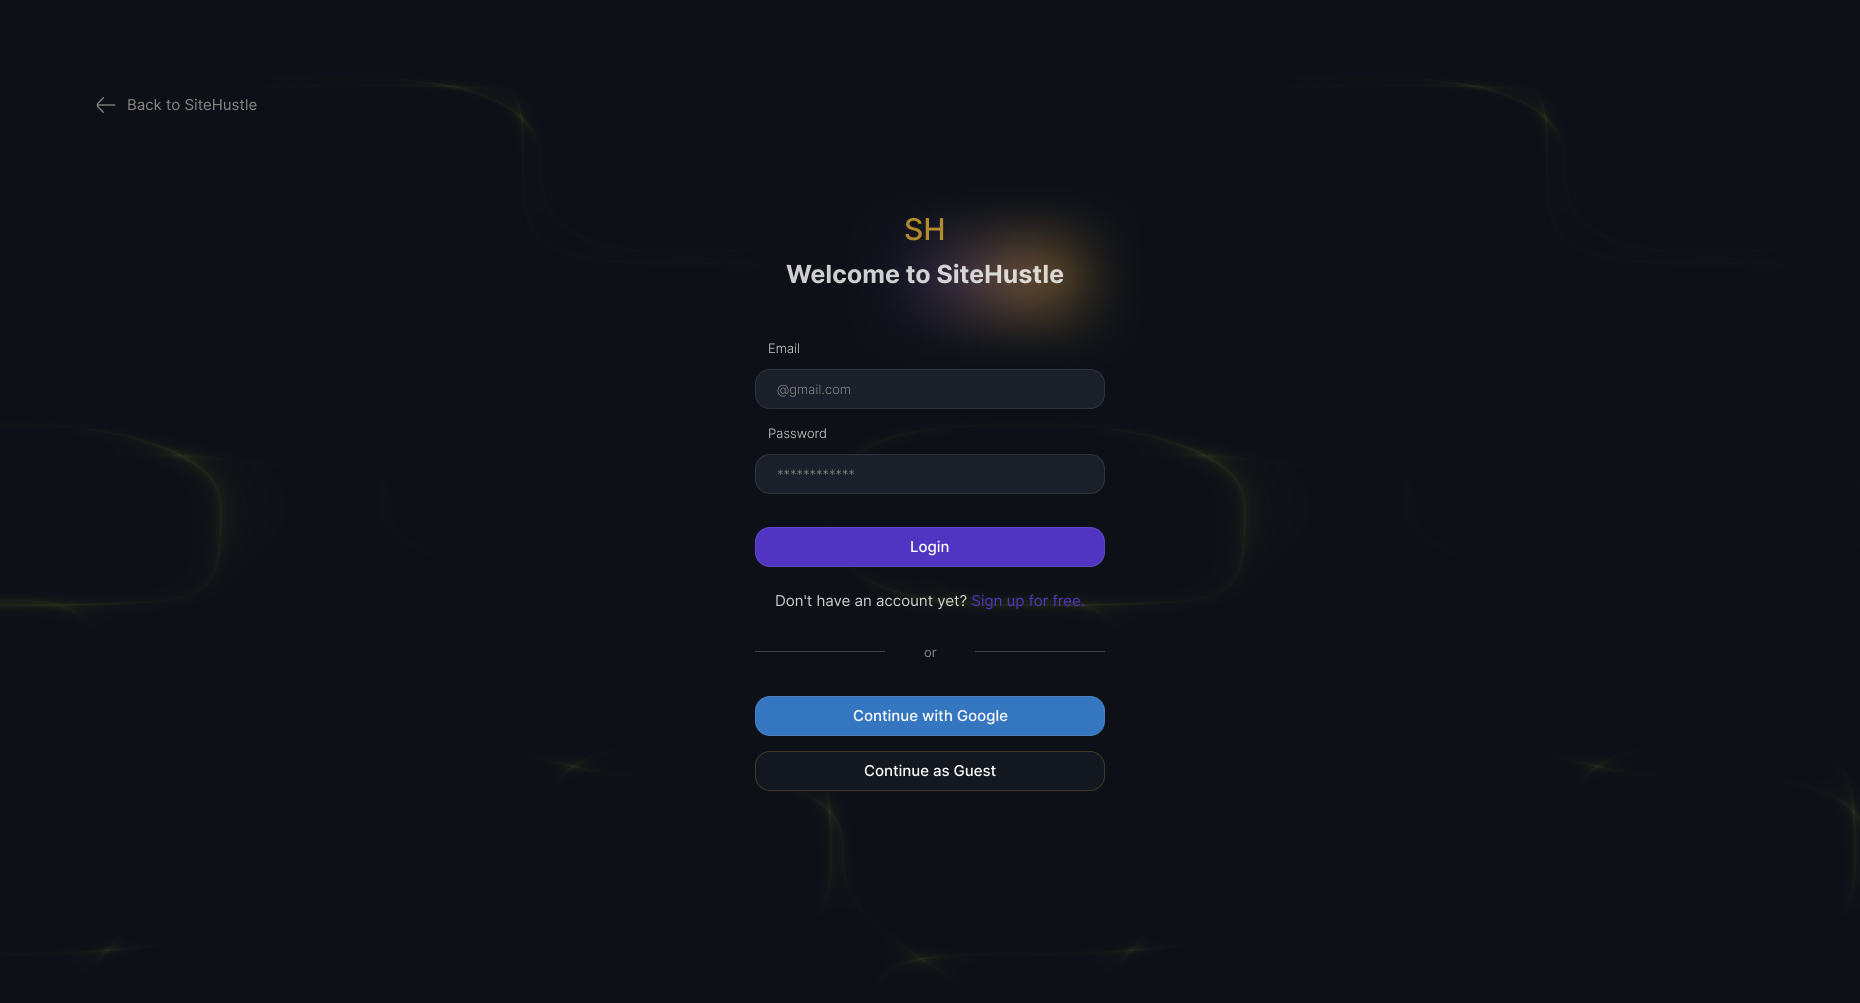 Back to SiteHustle
SH
Welcome to SiteHustle
Email
@gmail.com
Password
************
Login
Don't have an account yet? Sign up for free.
or
Continue with Google
Continue as Guest